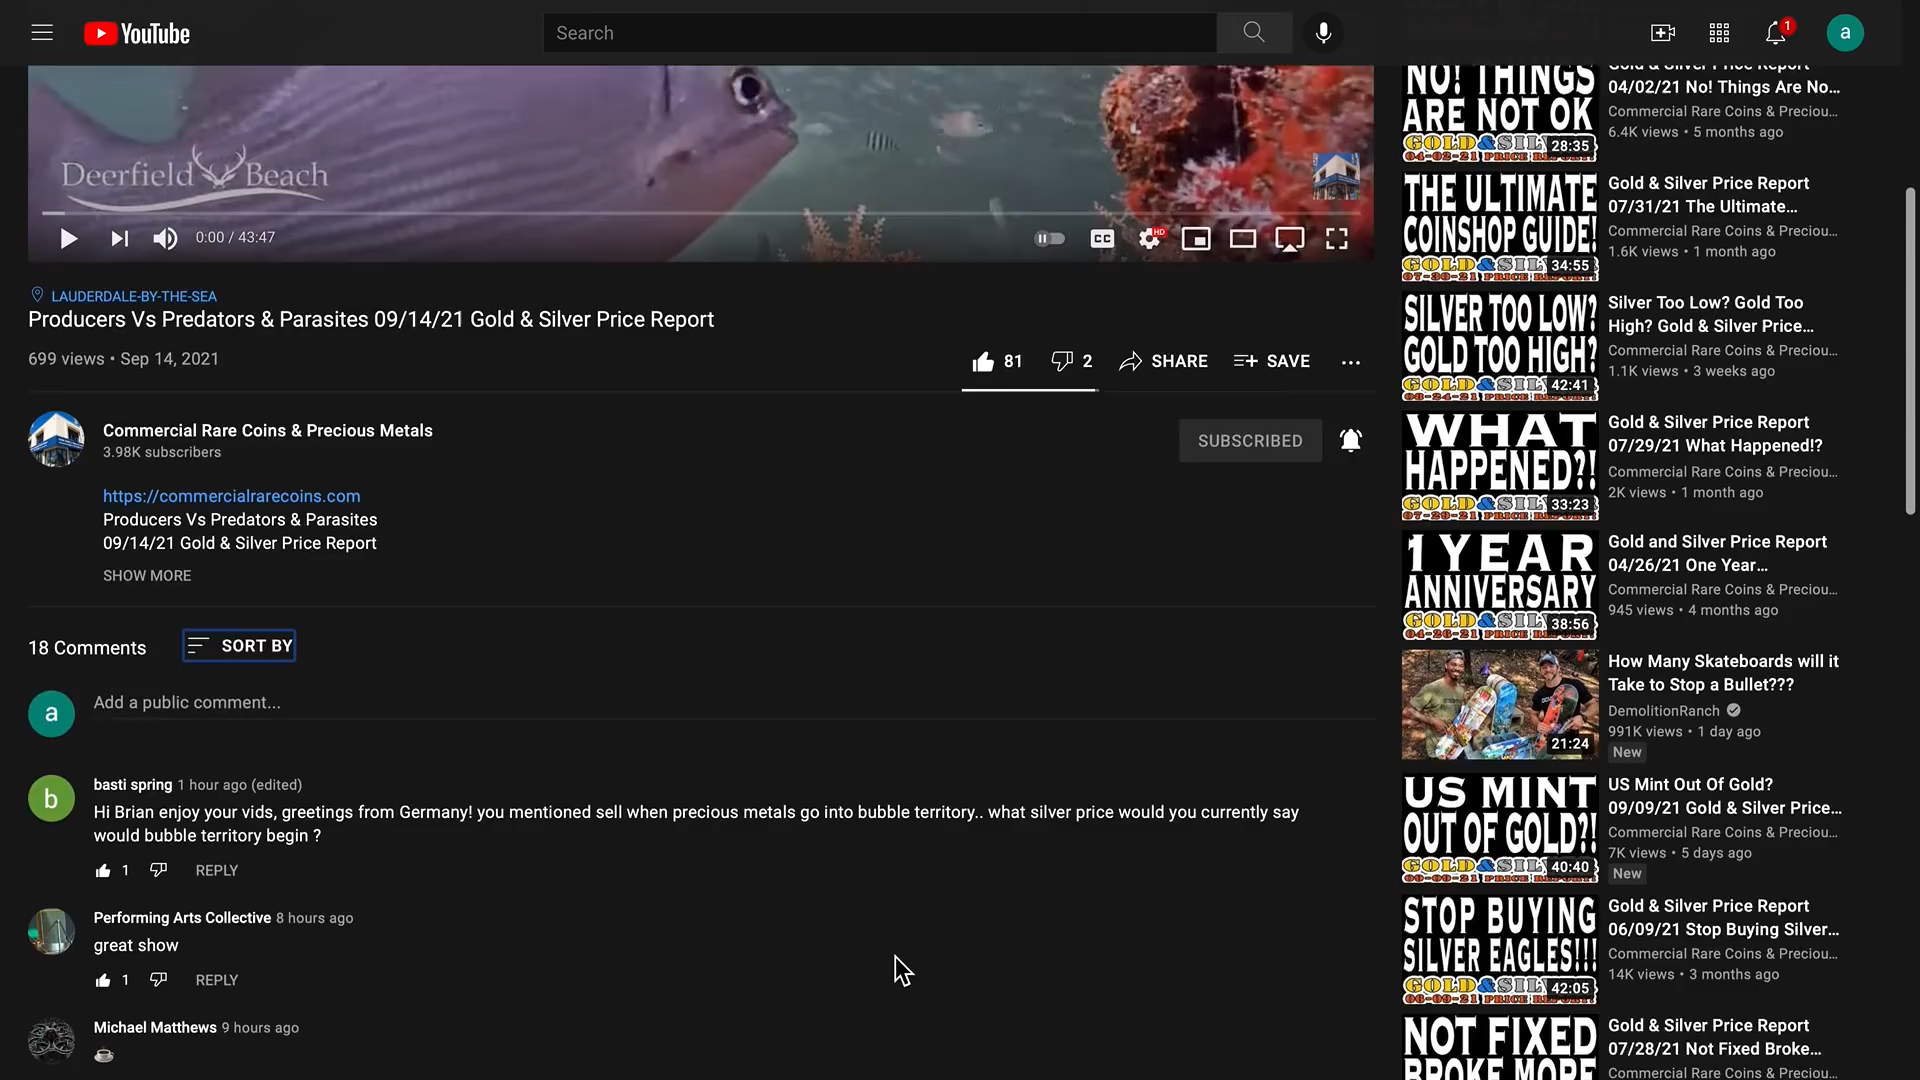 YouTube
Search
1
a
Deerfield Beach
0:00 / 43:47
CC
HD
LAUDERDALE-BY-THE-SEA
Producers Vs Predators & Parasites 09/14/21 Gold & Silver Price Report
699 views • Sep 14, 2021
81
2
SHARE
SAVE
Commercial Rare Coins & Precious Metals
3.98K subscribers
SUBSCRIBED
https://commercialrarecoins.com
Producers Vs Predators & Parasites
09/14/21 Gold & Silver Price Report
SHOW MORE
18 Comments
SORT BY
a
Add a public comment...
b
basti spring 1 hour ago (edited)
Hi Brian enjoy your vids, greetings from Germany! you mentioned sell when precious metals go into bubble territory.. what silver price would you currently say
would bubble territory begin ?
1
REPLY
Performing Arts Collective 8 hours ago
great show
1
REPLY
Michael Matthews 9 hours ago
NO! THINGS
ARE NOT OK
GOLD&SIL
04-02-21 PRICE
28:35
Gold & Silver Price Report
04/02/21 No! Things Are No...
Commercial Rare Coins & Preciou...
6.4K views • 5 months ago
THE ULTIMATE
COINSHOP GUIDE!
GOLD&SIL
07-30-21 PRICE
34:55
Gold & Silver Price Report
07/31/21 The Ultimate...
Commercial Rare Coins & Preciou...
1.6K views • 1 month ago
SILVER TOO LOW?
GOLD TOO HIGH?
GOLD&SIL
08-24-21 PRICE
42:41
Silver Too Low? Gold Too
High? Gold & Silver Price...
Commercial Rare Coins & Preciou...
1.1K views • 3 weeks ago
WHAT
HAPPENED?!
GOLD&SIL
07-29-21 PRICE
33:23
Gold & Silver Price Report
07/29/21 What Happened!?
Commercial Rare Coins & Preciou...
2K views • 1 month ago
1 YEAR
ANNIVERSARY
GOLD&SIL
04-26-21 PRICE
38:56
Gold and Silver Price Report
04/26/21 One Year...
Commercial Rare Coins & Preciou...
945 views • 4 months ago
21:24
How Many Skateboards will it
Take to Stop a Bullet???
DemolitionRanch
991K views • 1 day ago
New
US MINT
OUT OF GOLD?!
GOLD&SIL
09-09-21 PRICE
40:40
US Mint Out Of Gold?
09/09/21 Gold & Silver Price...
Commercial Rare Coins & Preciou...
7K views • 5 days ago
New
STOP BUYING
SILVER EAGLES!!!
GOLD&SIL
06-09-21 PRICE
42:05
Gold & Silver Price Report
06/09/21 Stop Buying Silver...
Commercial Rare Coins & Preciou...
14K views • 3 months ago
NOT FIXED
BROKE MORE
Gold & Silver Price Report
07/28/21 Not Fixed Broke...
Commercial Rare Coins & Preciou...